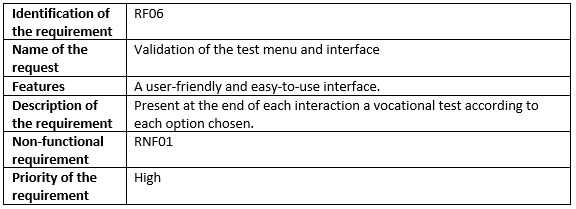 Identification of
the requirement
RF06
Name of the
request
Validation of the test menu and interface
Features
A user-friendly and easy-to-use interface.
Description of
the requirement
Present at the end of each interaction a vocational test according to
each option chosen.
Non-functional
requirement
RNF01
Priority of the
requirement
High